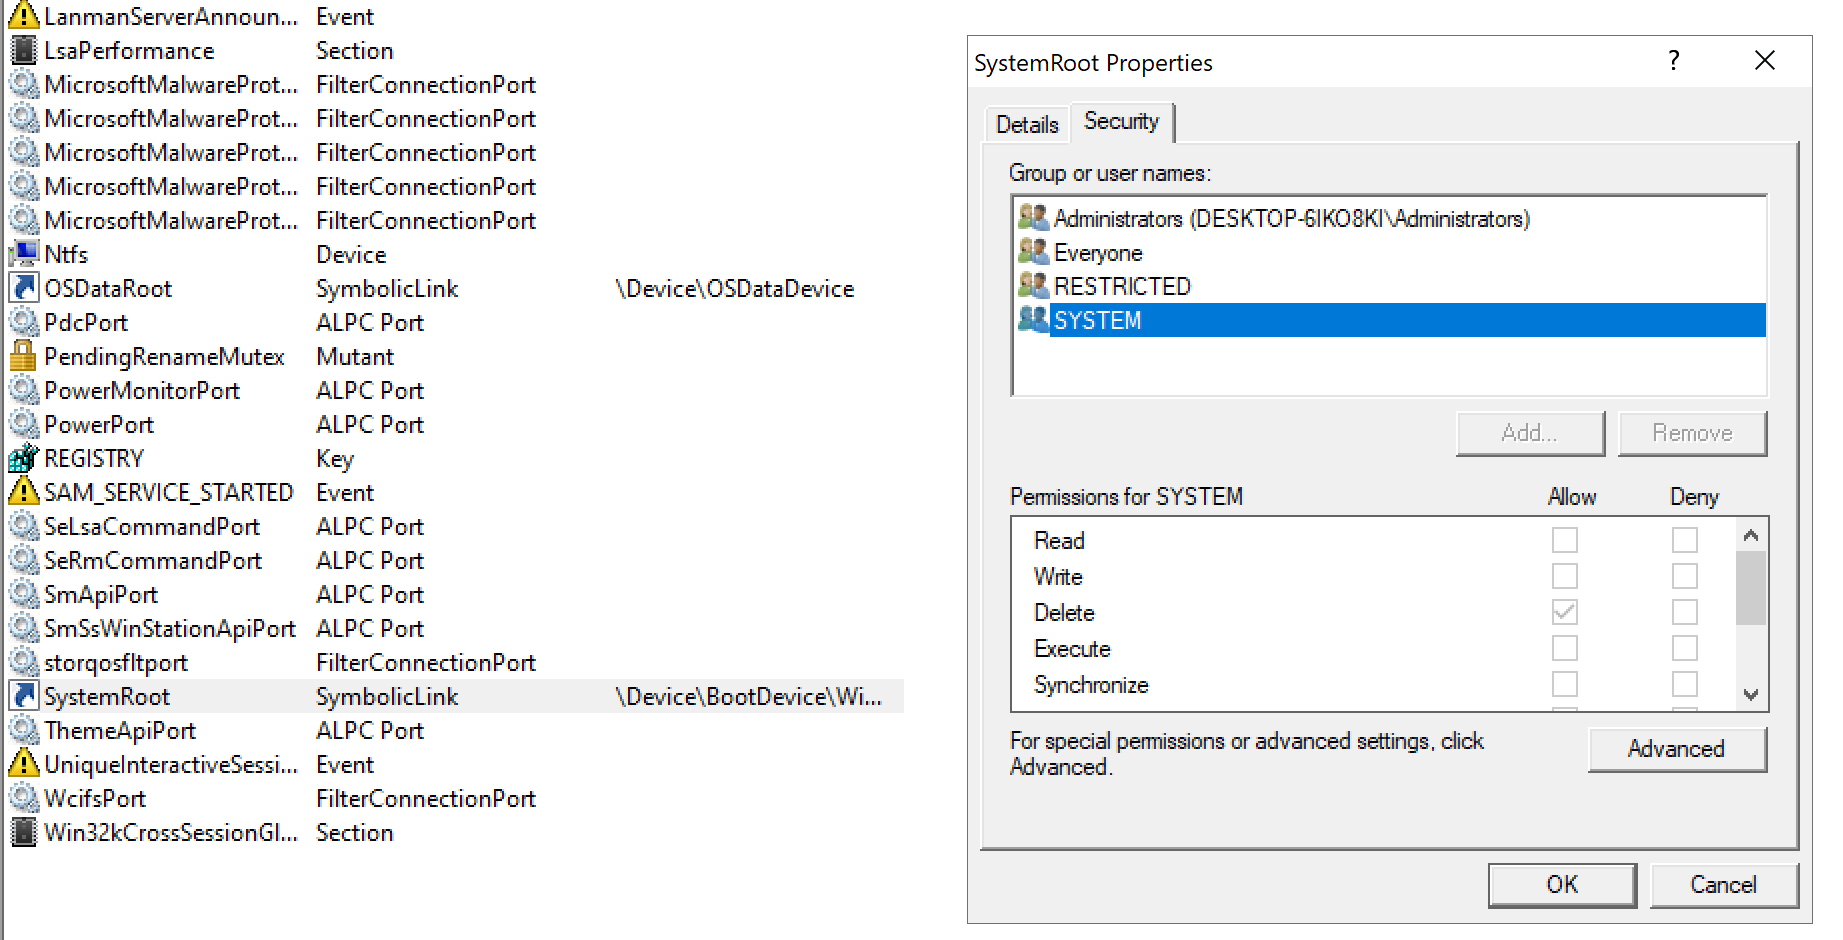 LanmanServerAnnoun... Event
LsaPerformance Section
MicrosoftMalwareProt... FilterConnectionPort
MicrosoftMalwareProt... FilterConnectionPort
MicrosoftMalwareProt... FilterConnectionPort
MicrosoftMalwareProt... FilterConnectionPort
MicrosoftMalwareProt... FilterConnectionPort
Ntfs Device
OSDataRoot SymbolicLink \Device\OSDataDevice
PdcPort ALPC Port
PendingRenameMutex Mutant
PowerMonitorPort ALPC Port
PowerPort ALPC Port
REGISTRY Key
SAM_SERVICE_STARTED Event
SeLsaCommandPort ALPC Port
SeRmCommandPort ALPC Port
SmApiPort ALPC Port
SmSsWinStationApiPort ALPC Port
storqosfltport FilterConnectionPort
SystemRoot SymbolicLink \Device\BootDevice\Wi...
ThemeApiPort ALPC Port
UniqueInteractiveSessi... Event
WcifsPort FilterConnectionPort
Win32kCrossSessionGl... Section
SystemRoot Properties ?
Details Security
Group or user names:
Administrators (DESKTOP-6IKO8KI\Administrators)
Everyone
RESTRICTED
SYSTEM
Add... Remove
Permissions for SYSTEM Allow Deny
Read
Write
Delete
Execute
Synchronize
For special permissions or advanced settings, click
Advanced.
Advanced
OK Cancel